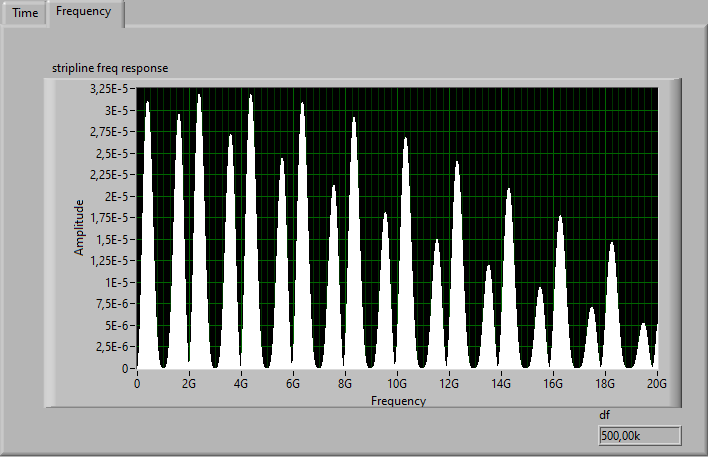 Time
Frequency
stripline freq response
Amplitude
3,25E-5
3E-5
2,75E-5
2,5E-5
2,25E-5
2E-5
1,75E-5
1,5E-5
1,25E-5
1E-5
7,5E-6
5E-6
2,5E-6
0
0 2G 4G 6G 8G 10G 12G 14G 16G 18G 20G
Frequency
df
500,00k